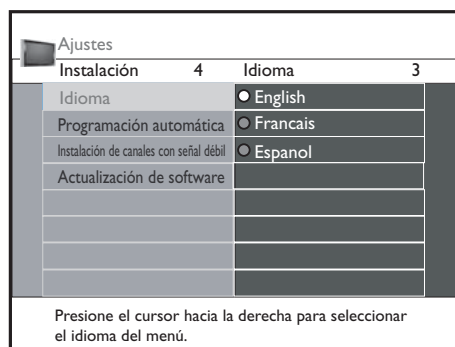 Ajustes
Instalación 4 Idioma 3
Idioma English
Programación automática Francais
Instalación de canales con señal débil Espanol
Actualización de software
Presione el cursor hacia la derecha para seleccionar
el idioma del menú.